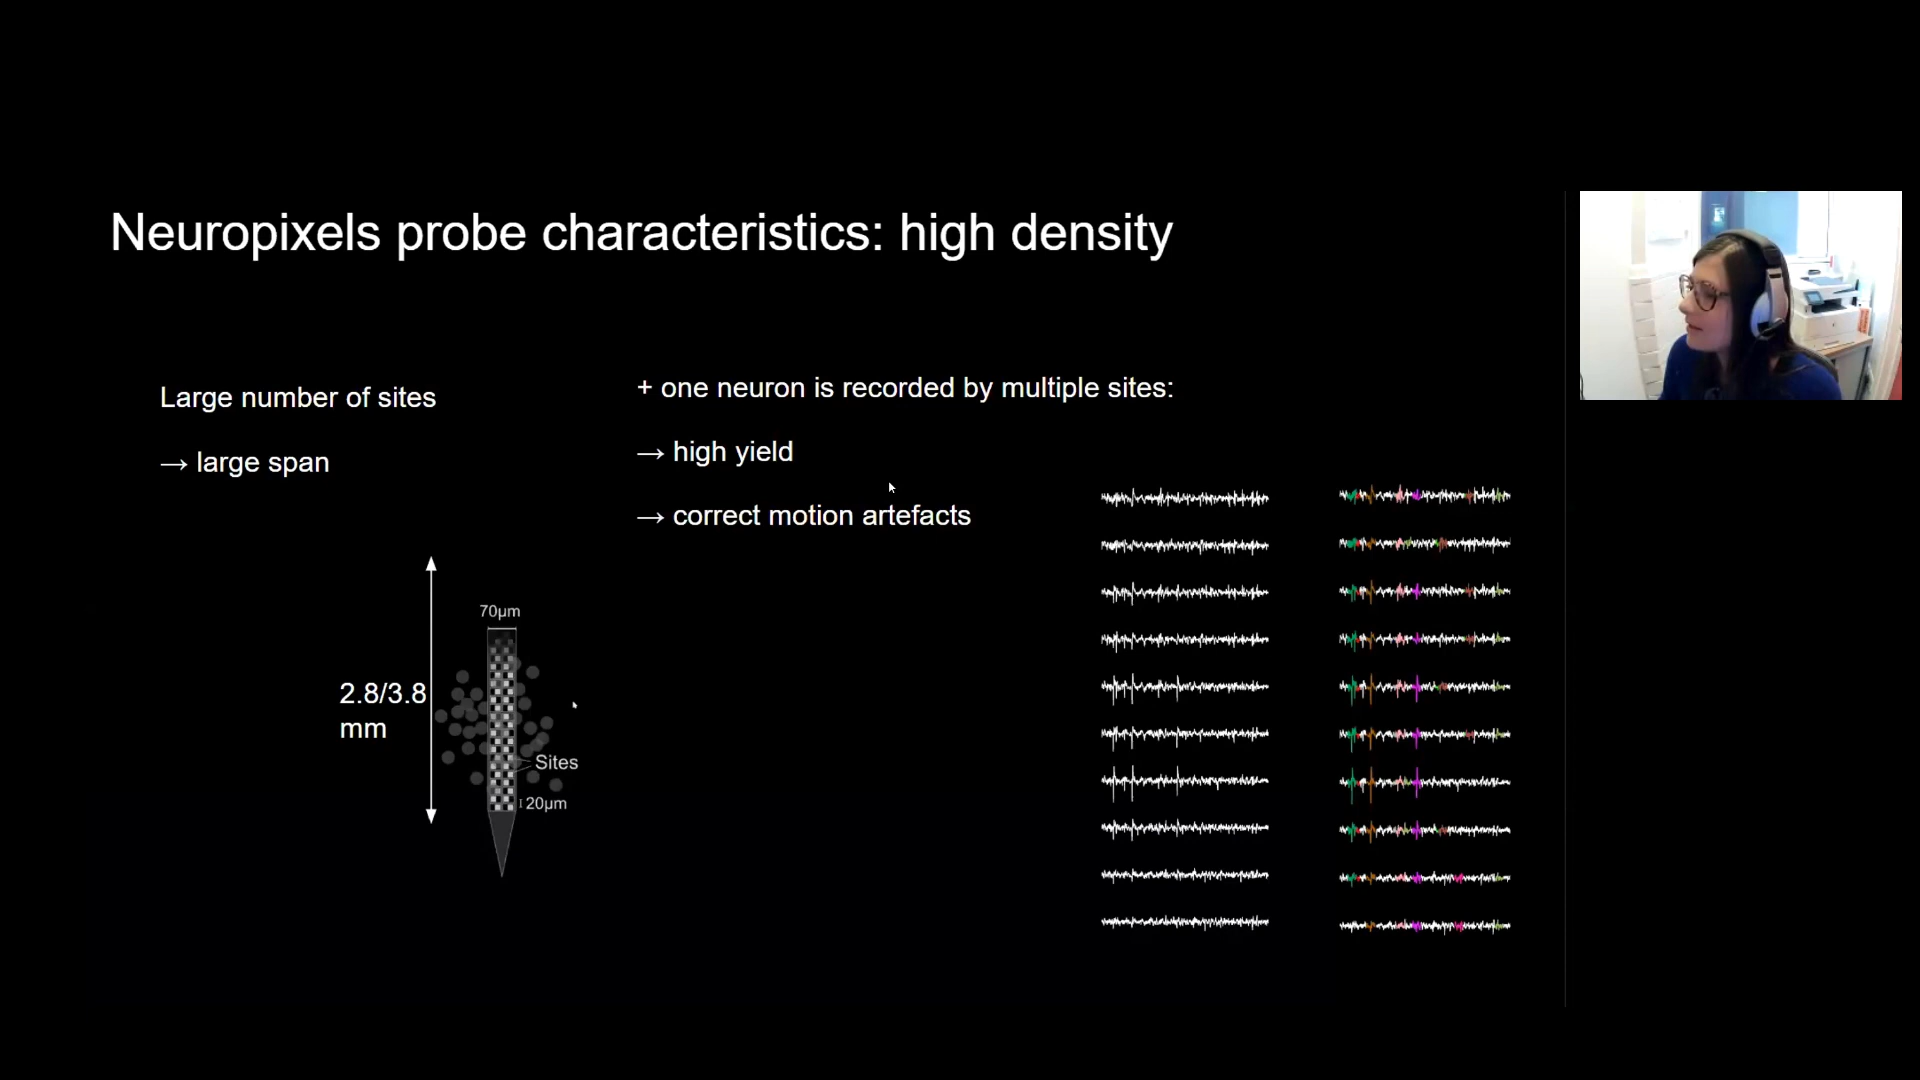 Neuropixels probe characteristics: high density
Large number of sites
→ large span
+ one neuron is recorded by multiple sites:
→ high yield
→ correct motion artefacts
70µm
2.8/3.8
mm
Sites
20µm